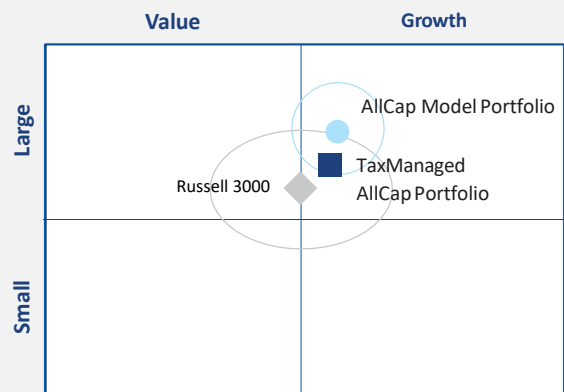 Value
Growth
Large
AllCap Model Portfolio
TaxManaged
AllCap Portfolio
Russell 3000
Small